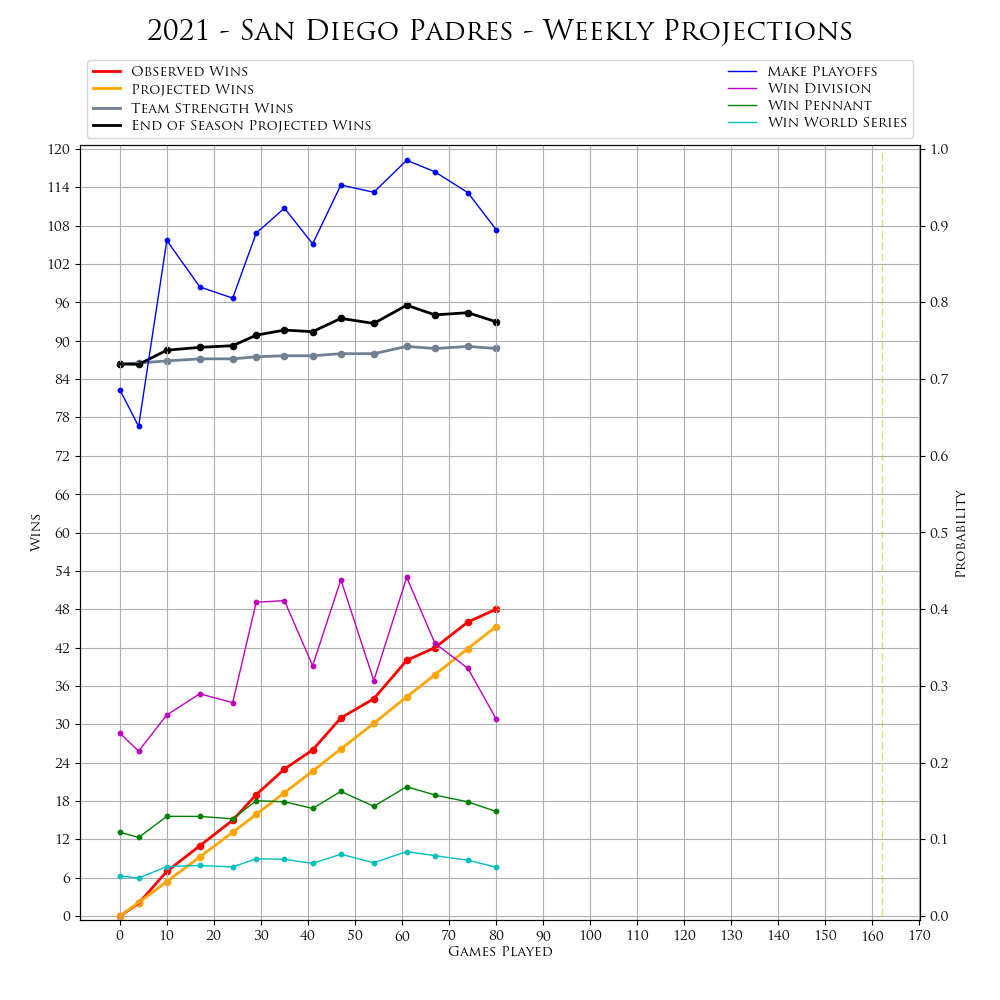 2021 - San Diego Padres - Weekly Projections
Observed Wins
Projected Wins
Team Strength Wins
End of Season Projected Wins
Make Playoffs
Win Division
Win Pennant
Win World Series
120
114
108
102
96
90
84
78
72
66
60
54
48
42
36
30
24
18
12
6
0
Wins
1.0
0.9
0.8
0.7
0.6
0.5
0.4
0.3
0.2
0.1
0.0
Probability
0 10 20 30 40 50 60 70 80 90 100 110 120 130 140 150 160 170
Games Played